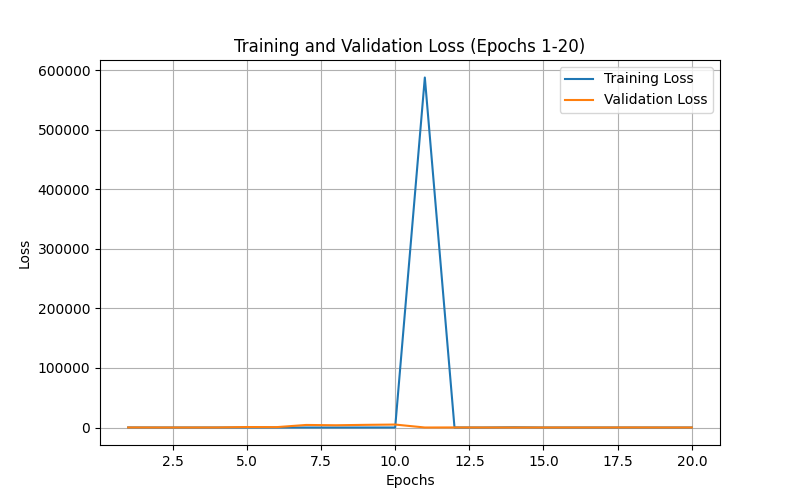 Training and Validation Loss (Epochs 1-20)
Training Loss
Validation Loss
600000
500000
400000
300000
200000
100000
0
Loss
2.5 5.0 7.5 10.0 12.5 15.0 17.5 20.0
Epochs